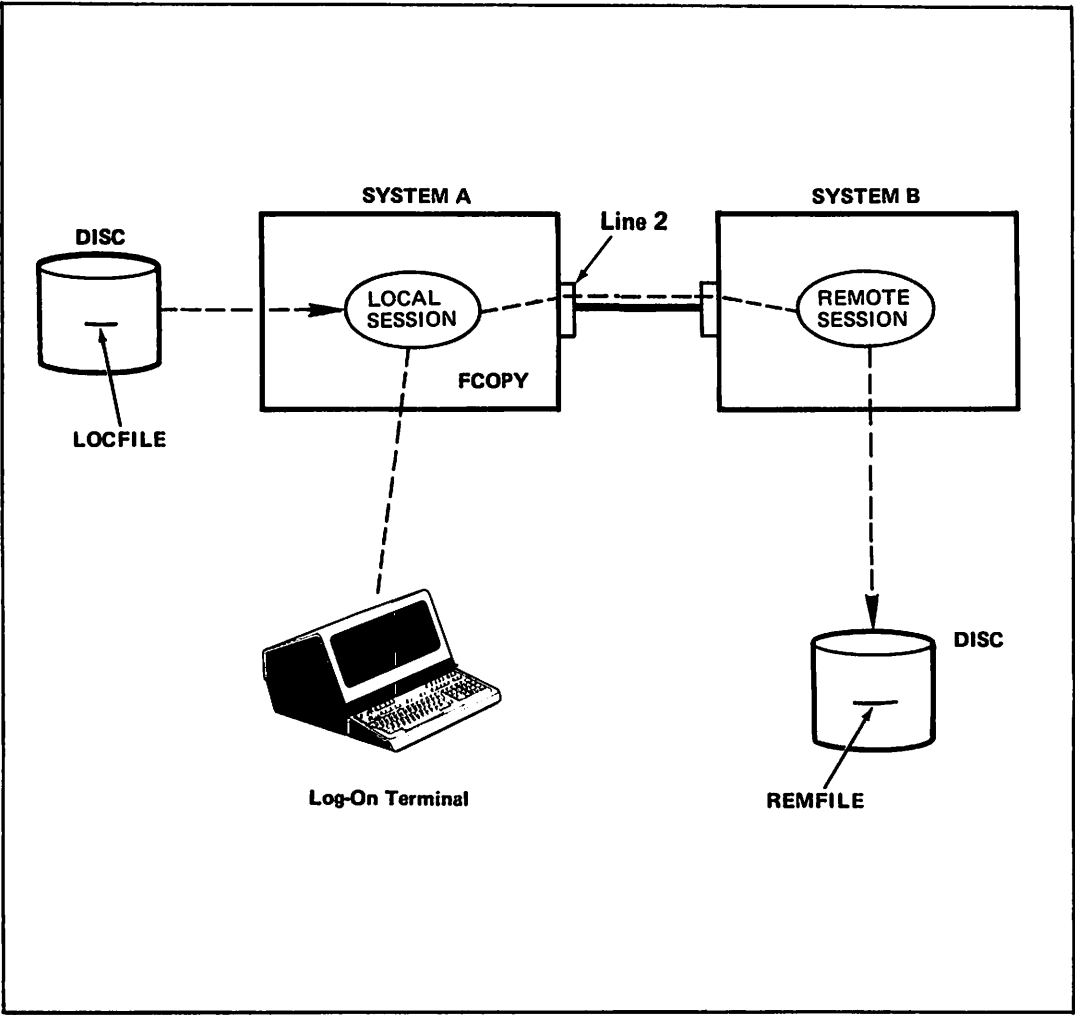 SYSTEM A
SYSTEM B
Line 2
DISC
LOCAL
SESSION
REMOTE
SESSION
FCOPY
LOCFILE
DISC
Log-On Terminal
REMFILE